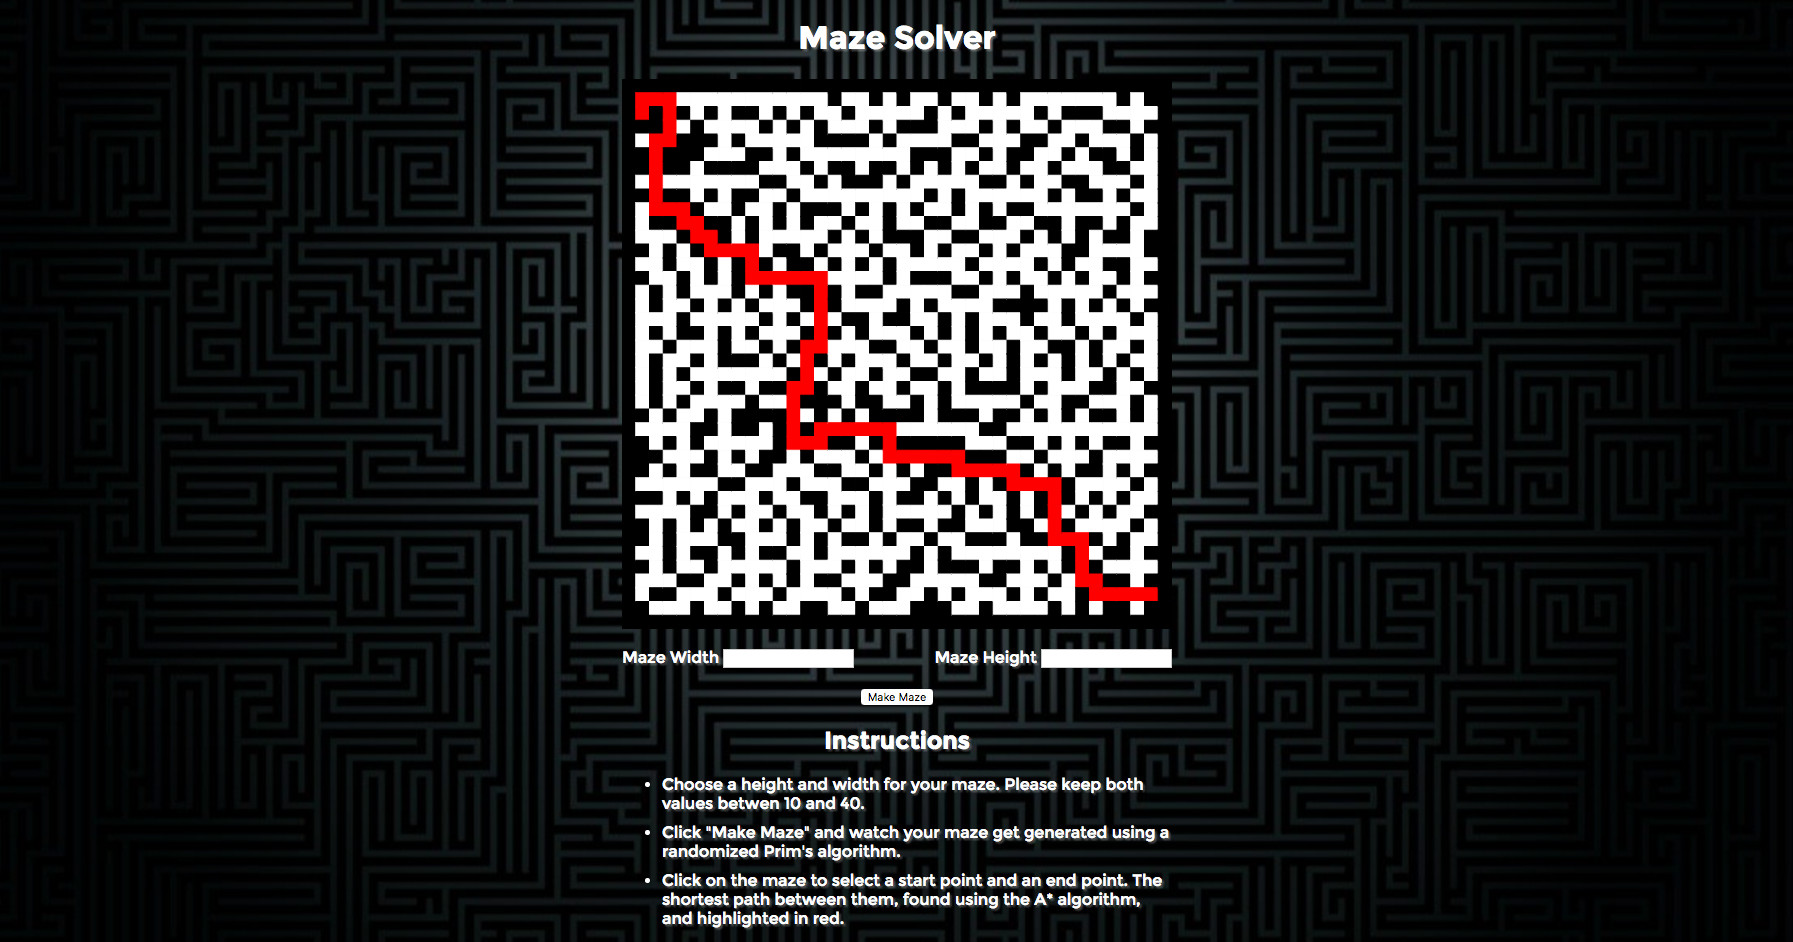 Maze Solver
Maze Width
Maze Height
Make Maze
Instructions
• Choose a height and width for your maze. Please keep both
values betwen 10 and 40.
• Click "Make Maze" and watch your maze get generated using a
randomized Prim's algorithm.
• Click on the maze to select a start point and an end point. The
shortest path between them, found using the A* algorithm,
and highlighted in red.